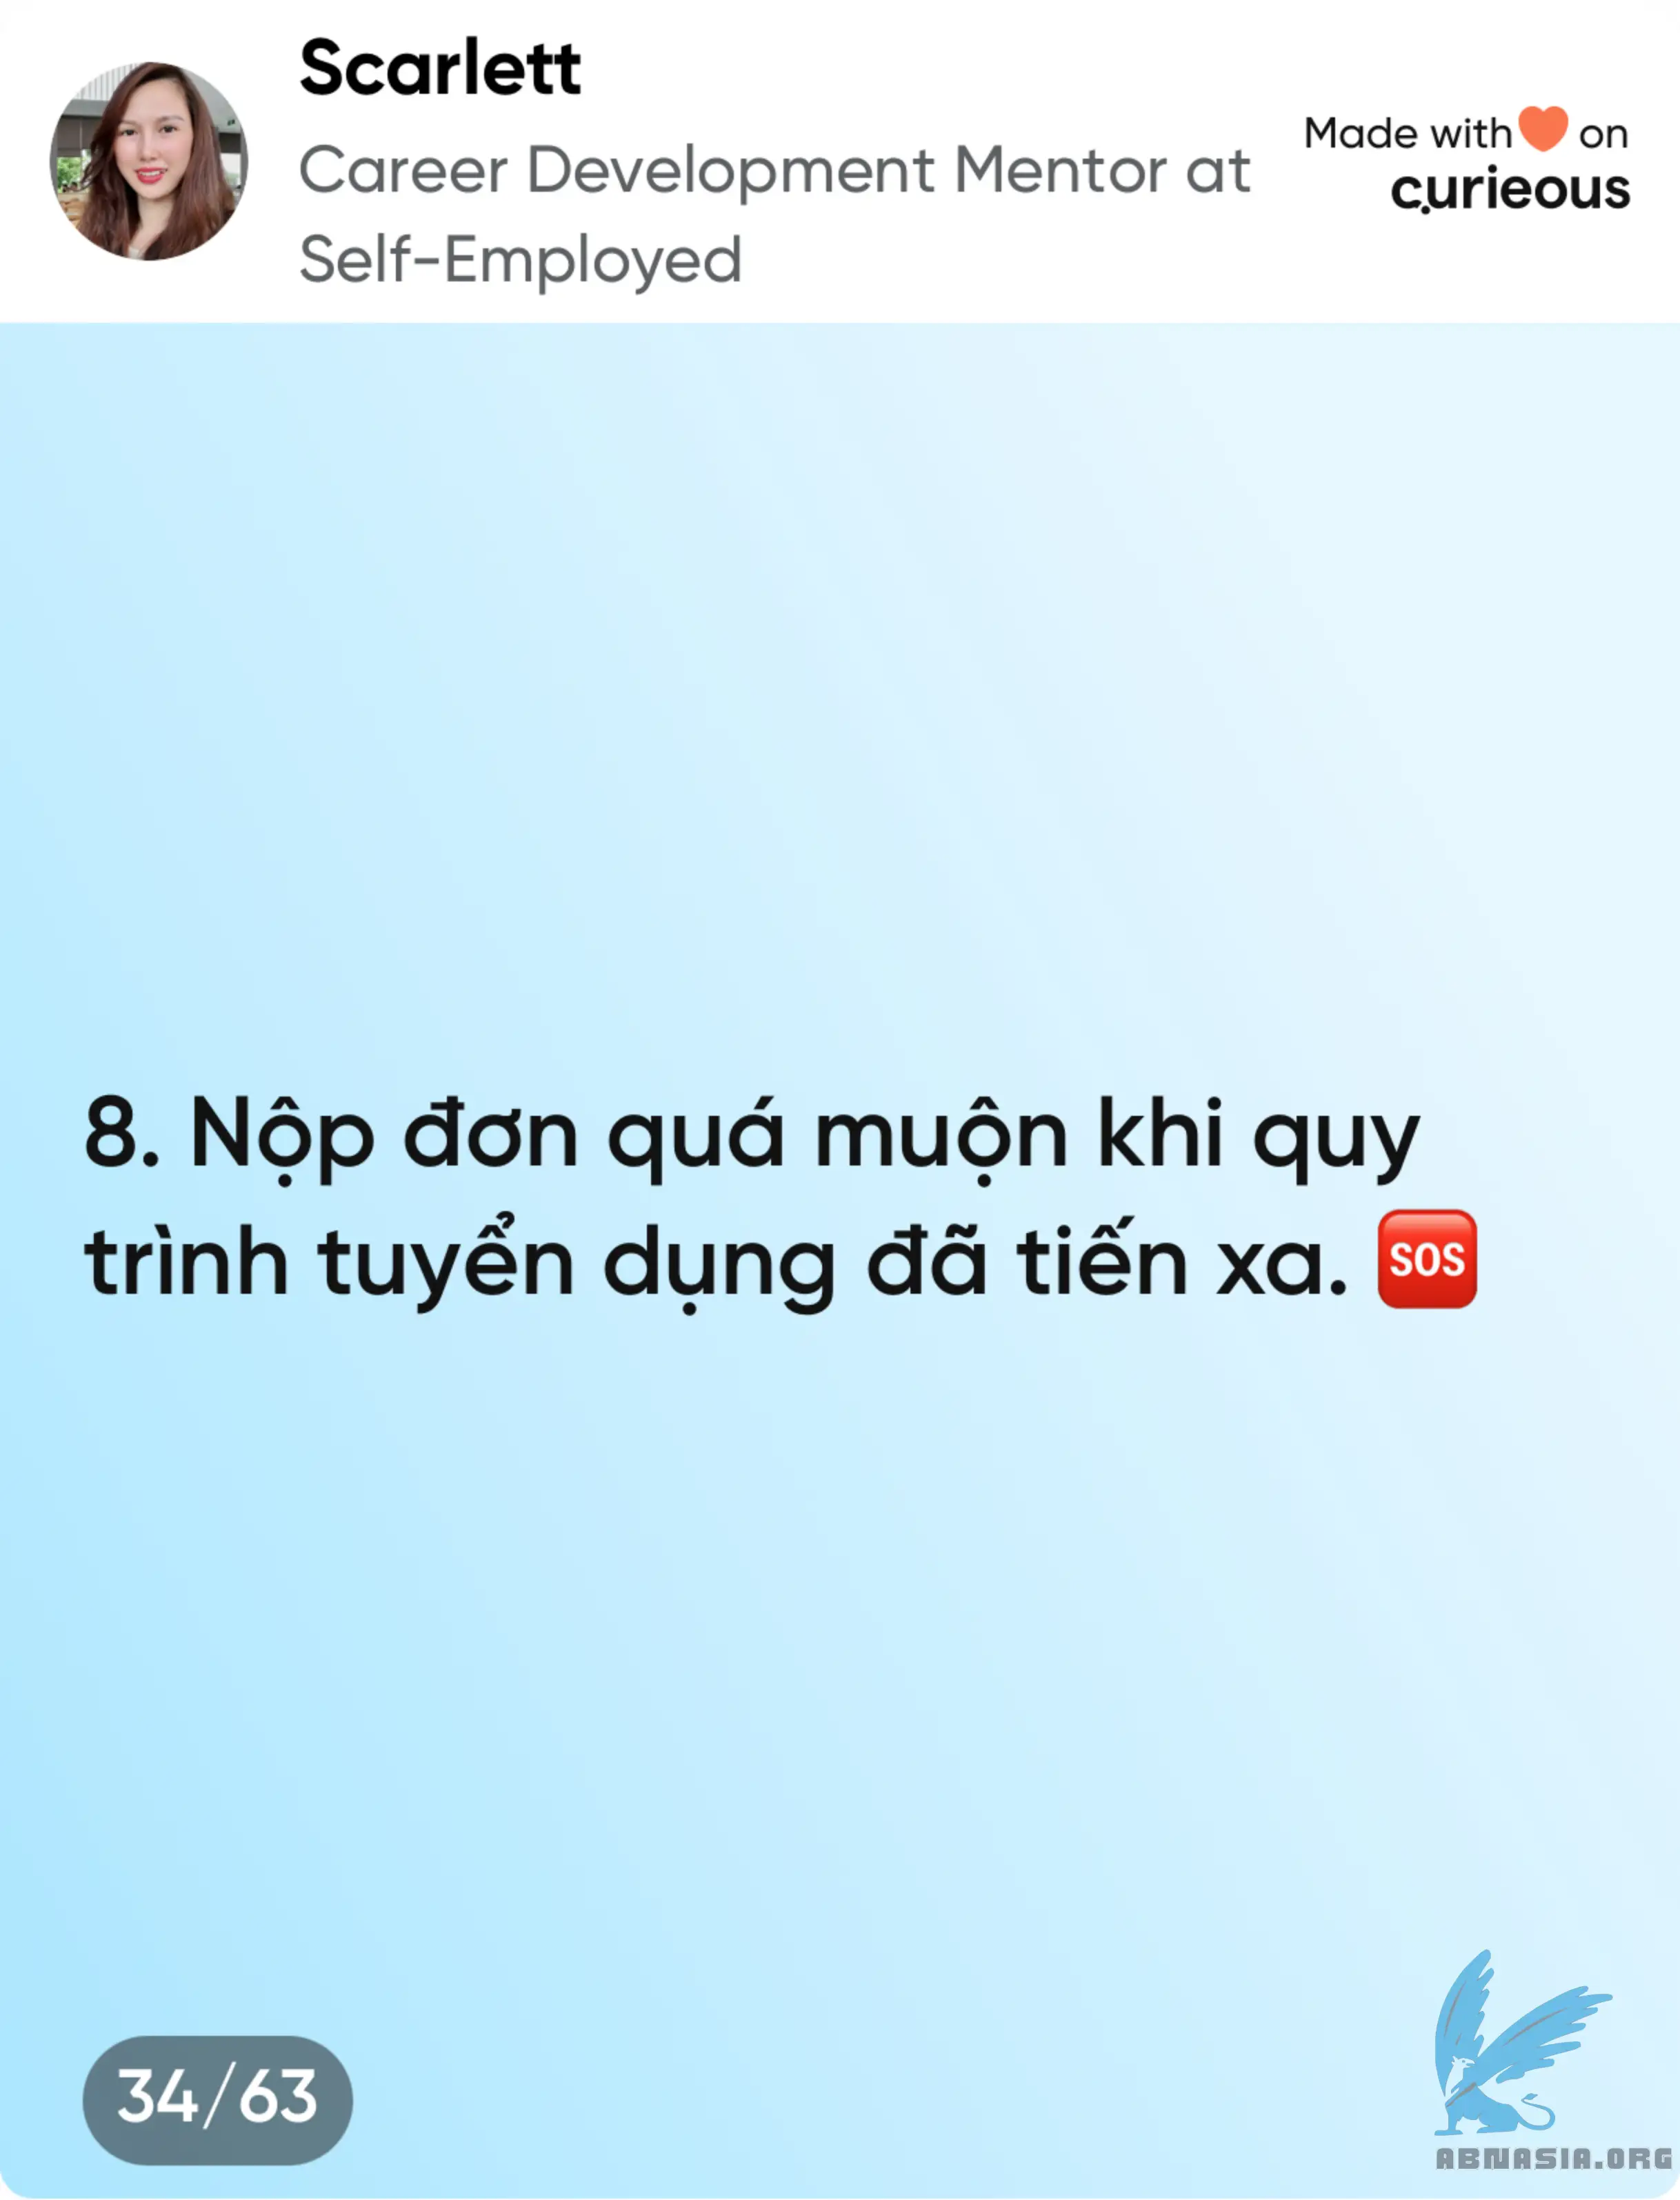 Scarlett
Career Development Mentor at
Self-Employed
Made with🧡 on
curieous
8. Nộp đơn quá muộn khi quy
trình tuyển dụng đã tiến xa. 🆘
34/63
ABNASIA.ORG